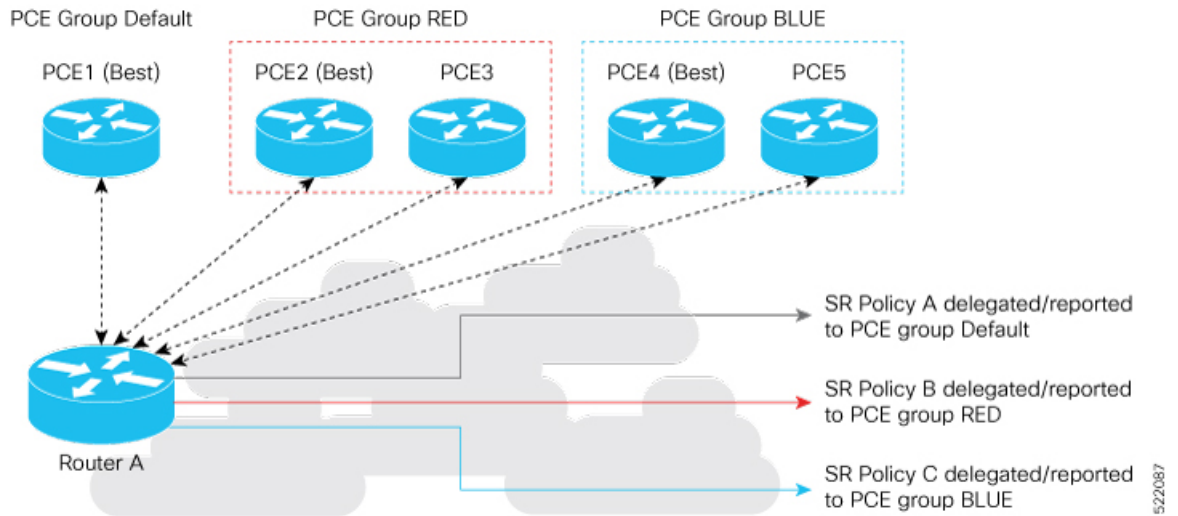 PCE Group Default
PCE Group RED
PCE Group BLUE
PCE1 (Best)
PCE2 (Best)
PCE3
PCE4 (Best)
PCE5
SR Policy A delegated/reported
to PCE group Default
SR Policy B delegated/reported
to PCE group RED
Router A
SR Policy C delegated/reported
to PCE group BLUE
522087